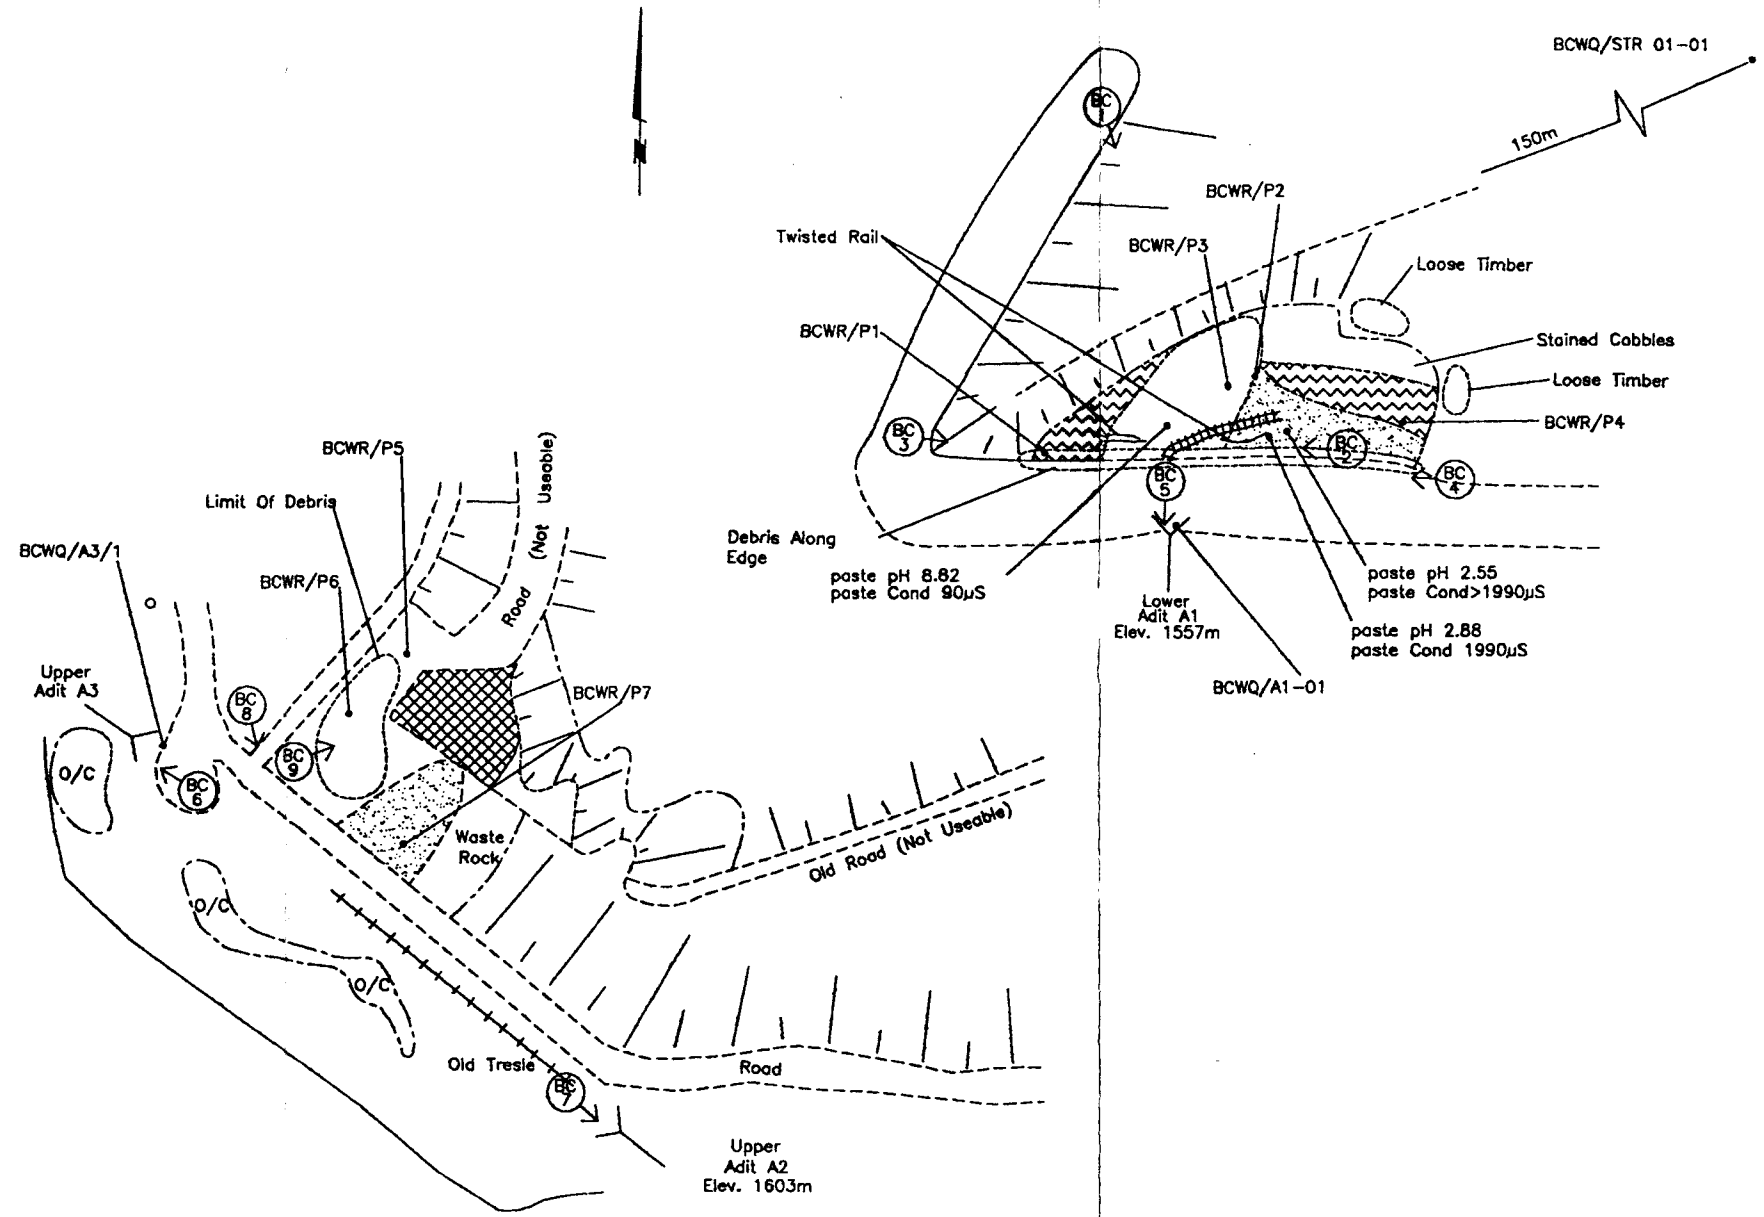 BCWQ/STR 01-01
150m
BC
1
N
BCWR/P2
Twisted Rail
BCWR/P3
Loose Timber
BCWR/P1
Stained Cobbles
Loose Timber
BCWR/P4
BC
3
BC
2
BC
4
BC
5
Debris Along
Edge
paste pH 8.82
paste Cond 90µS
Lower
Adit A1
Elev. 1557m
paste pH 2.55
paste Cond>1990µS
paste pH 2.88
paste Cond 1990µS
BCWQ/A1-01
BCWR/P5
Limit Of Debris
BCWQ/A3/1
BCWR/P6
Road (Not Useable)
Upper
Adit A3
BC
8
BC
9
BC
6
BCWR/P7
O/C
Waste
Rock
Old Road (Not Useable)
O/C
O/C
Old Tresle
Road
BC
7
Upper
Adit A2
Elev. 1603m